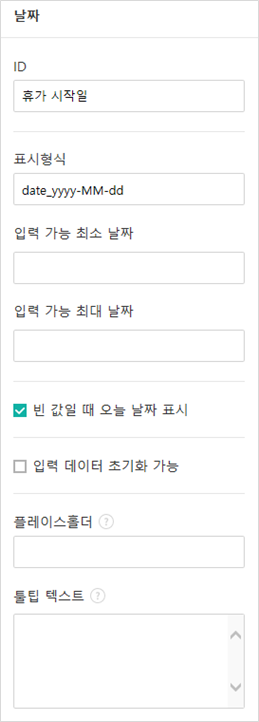 날짜
ID
휴가 시작일
표시형식
date_yyyy-MM-dd
입력 가능 최소 날짜
입력 가능 최대 날짜
빈 값일 때 오늘 날짜 표시
입력 데이터 초기화 가능
플레이스홀더 ?
툴팁 텍스트 ?